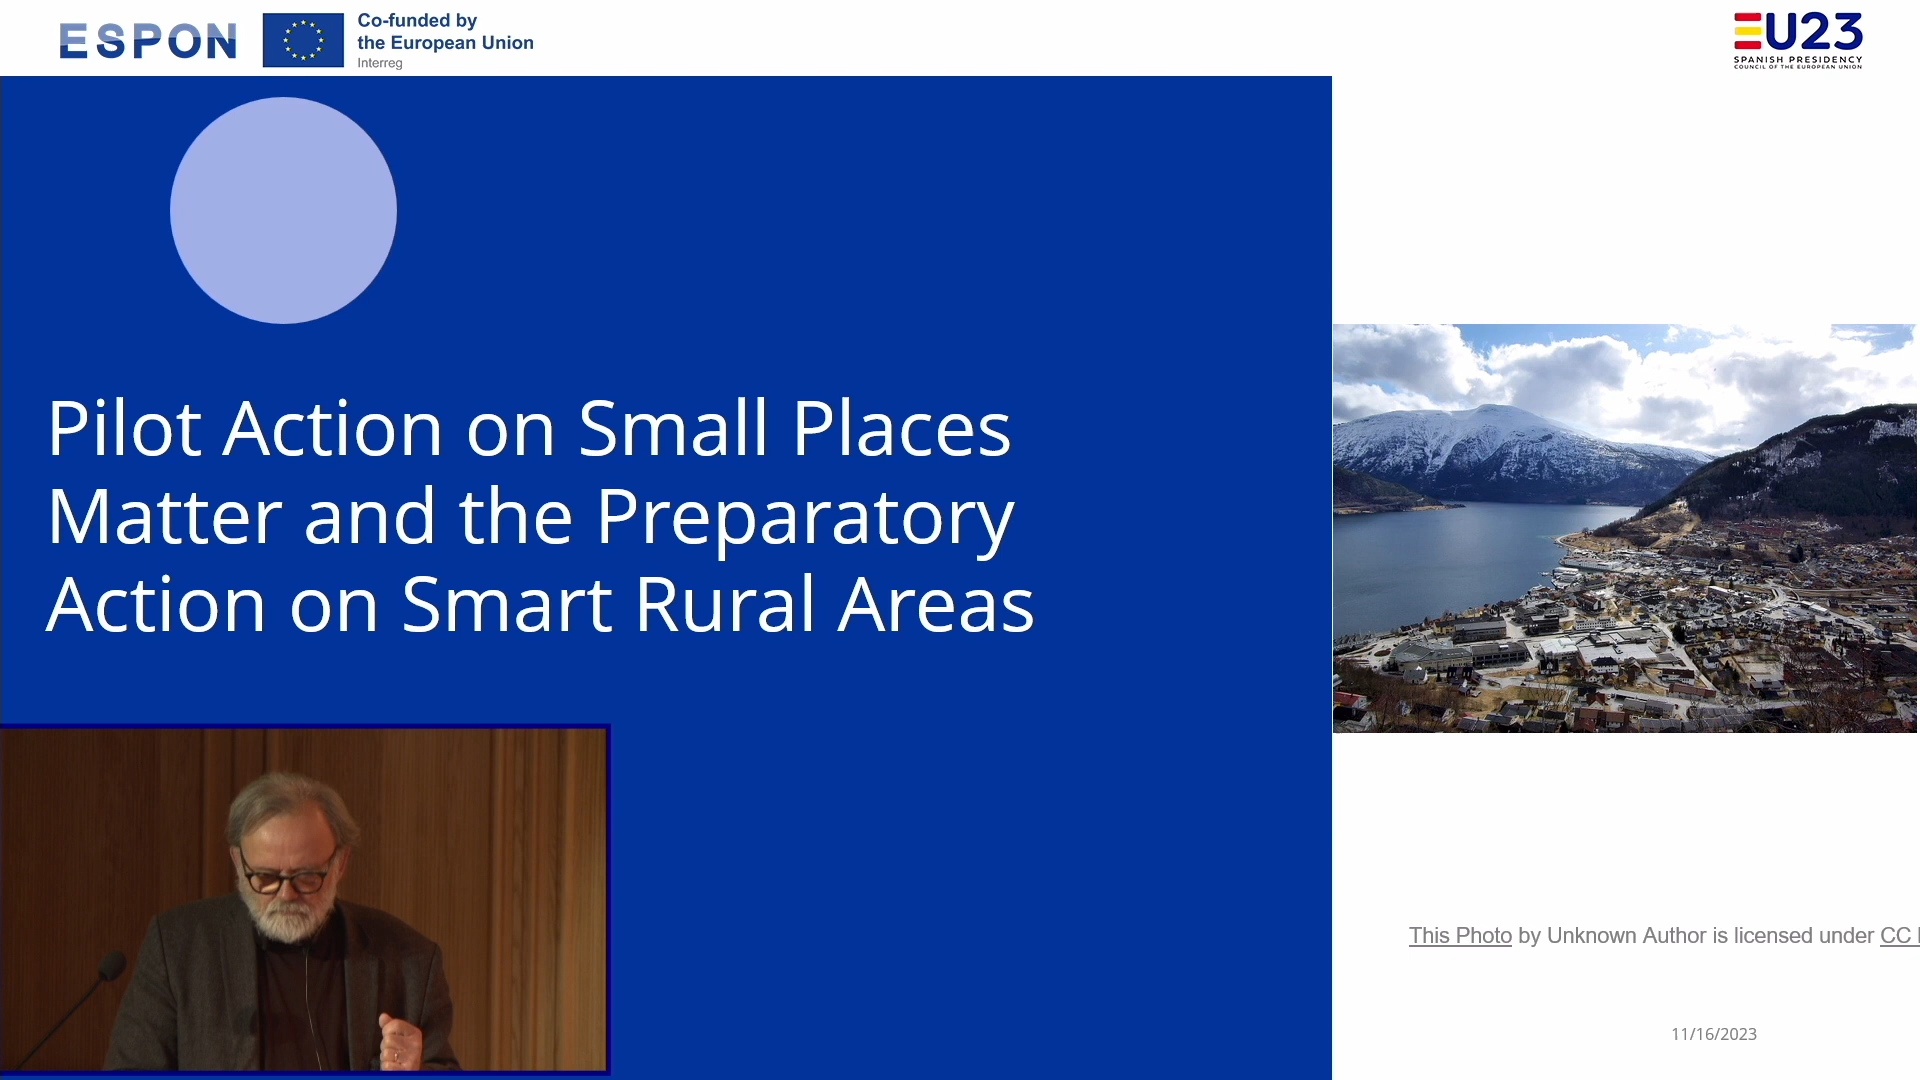 ESPON
Co-funded by
the European Union
Interreg
EU23
SPANISH PRESIDENCY
COUNCIL OF THE EUROPEAN UNION
Pilot Action on Small Places
Matter and the Preparatory
Action on Smart Rural Areas
This Photo by Unknown Author is licensed under CC
11/16/2023